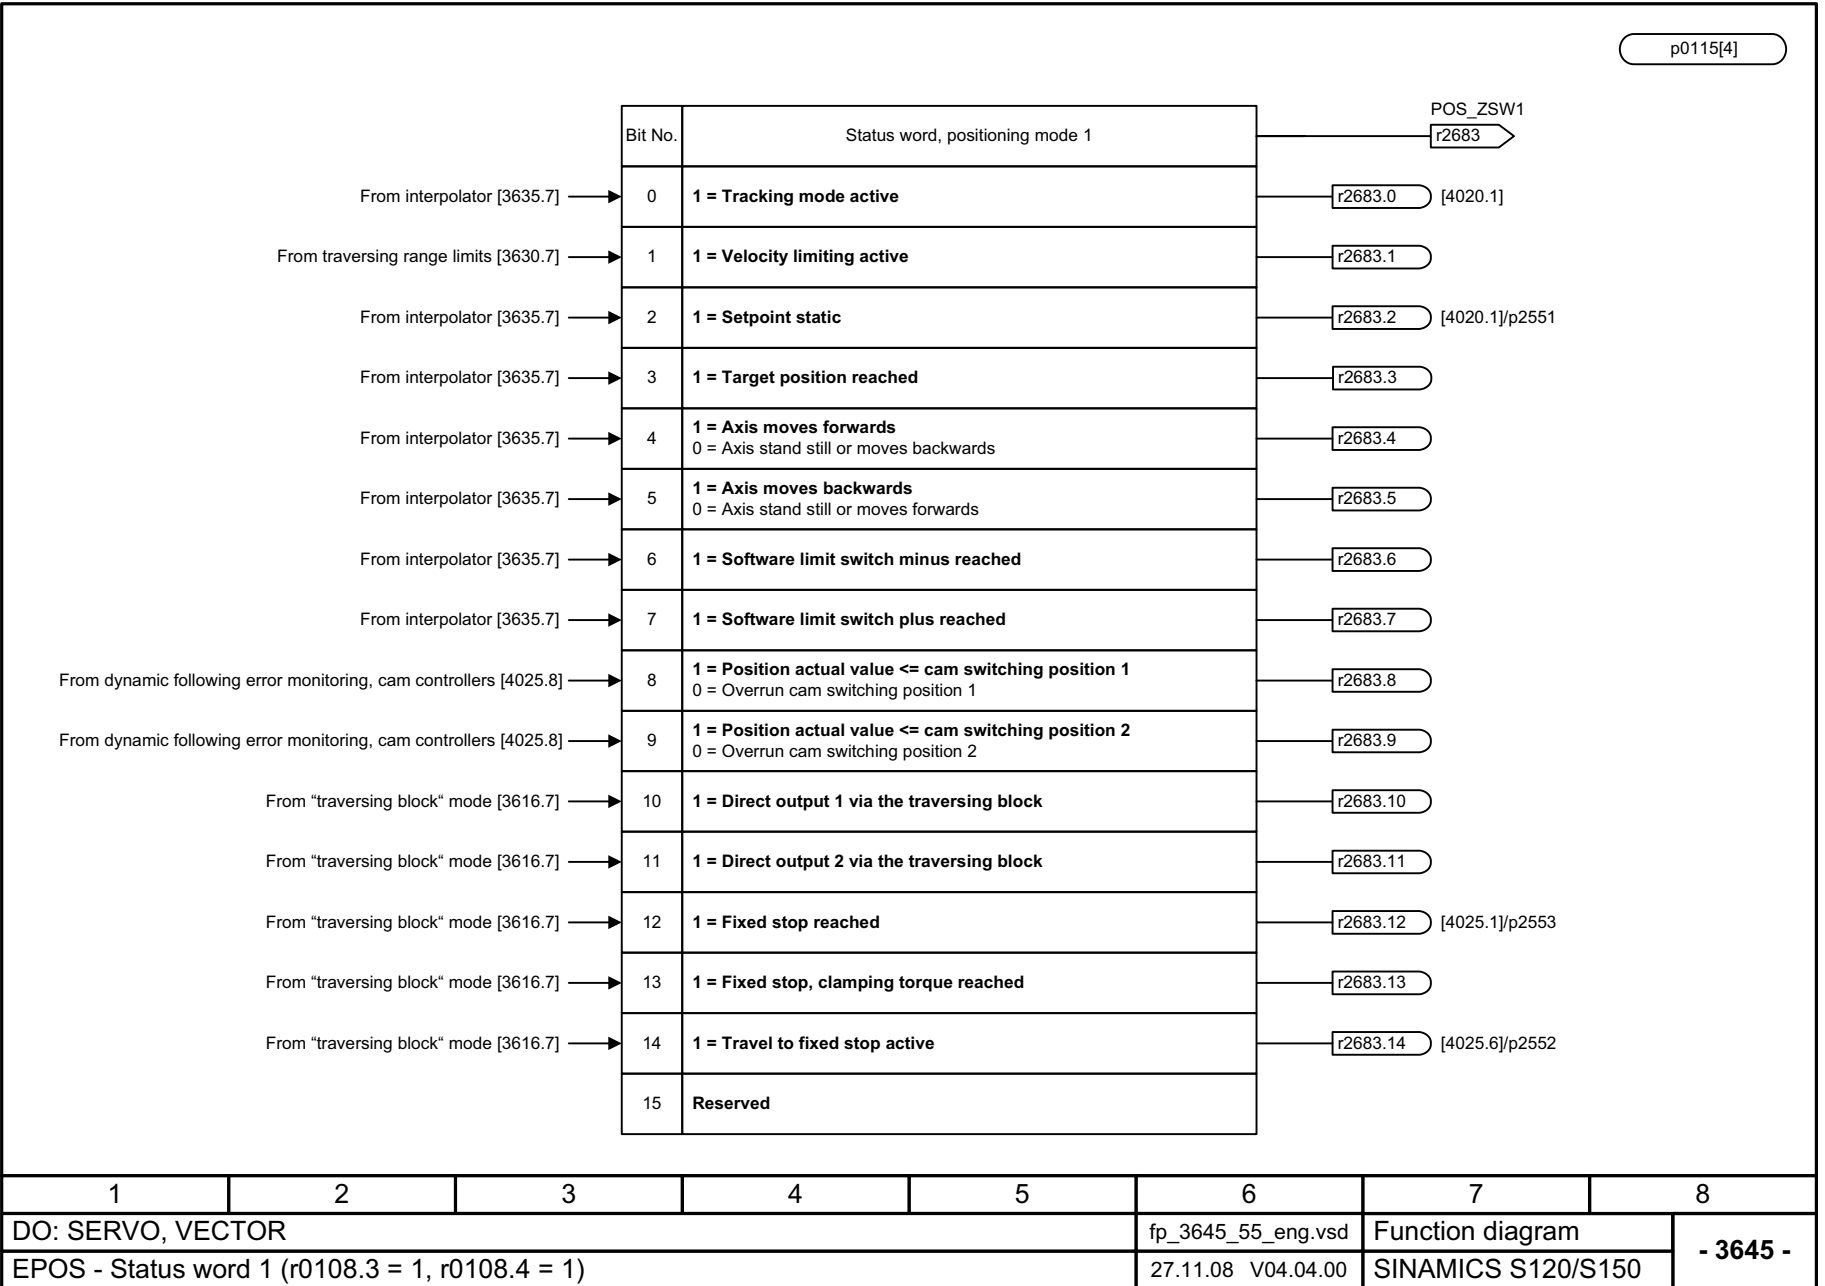 p0115[4]
POS_ZSW1
Bit No. Status word, positioning mode 1 r2683
From interpolator [3635.7] 0 1 = Tracking mode active r2683.0 [4020.1]
From traversing range limits [3630.7] 1 1 = Velocity limiting active r2683.1
From interpolator [3635.7] 2 1 = Setpoint static r2683.2 [4020.1]/p2551
From interpolator [3635.7] 3 1 = Target position reached r2683.3
From interpolator [3635.7] 4 1 = Axis moves forwards r2683.4
0 = Axis stand still or moves backwards
From interpolator [3635.7] 5 1 = Axis moves backwards r2683.5
0 = Axis stand still or moves forwards
From interpolator [3635.7] 6 1 = Software limit switch minus reached r2683.6
From interpolator [3635.7] 7 1 = Software limit switch plus reached r2683.7
From dynamic following error monitoring, cam controllers [4025.8] 8 1 = Position actual value <= cam switching position 1 r2683.8
0 = Overrun cam switching position 1
From dynamic following error monitoring, cam controllers [4025.8] 9 1 = Position actual value <= cam switching position 2 r2683.9
0 = Overrun cam switching position 2
From “traversing block“ mode [3616.7] 10 1 = Direct output 1 via the traversing block r2683.10
From “traversing block“ mode [3616.7] 11 1 = Direct output 2 via the traversing block r2683.11
From “traversing block“ mode [3616.7] 12 1 = Fixed stop reached r2683.12 [4025.1]/p2553
From “traversing block“ mode [3616.7] 13 1 = Fixed stop, clamping torque reached r2683.13
From “traversing block“ mode [3616.7] 14 1 = Travel to fixed stop active r2683.14 [4025.6]/p2552
15 Reserved
1 2 3 4 5 6 7 8
DO: SERVO, VECTOR fp_3645_55_eng.vsd Function diagram - 3645 -
EPOS - Status word 1 (r0108.3 = 1, r0108.4 = 1) 27.11.08 V04.04.00 SINAMICS S120/S150